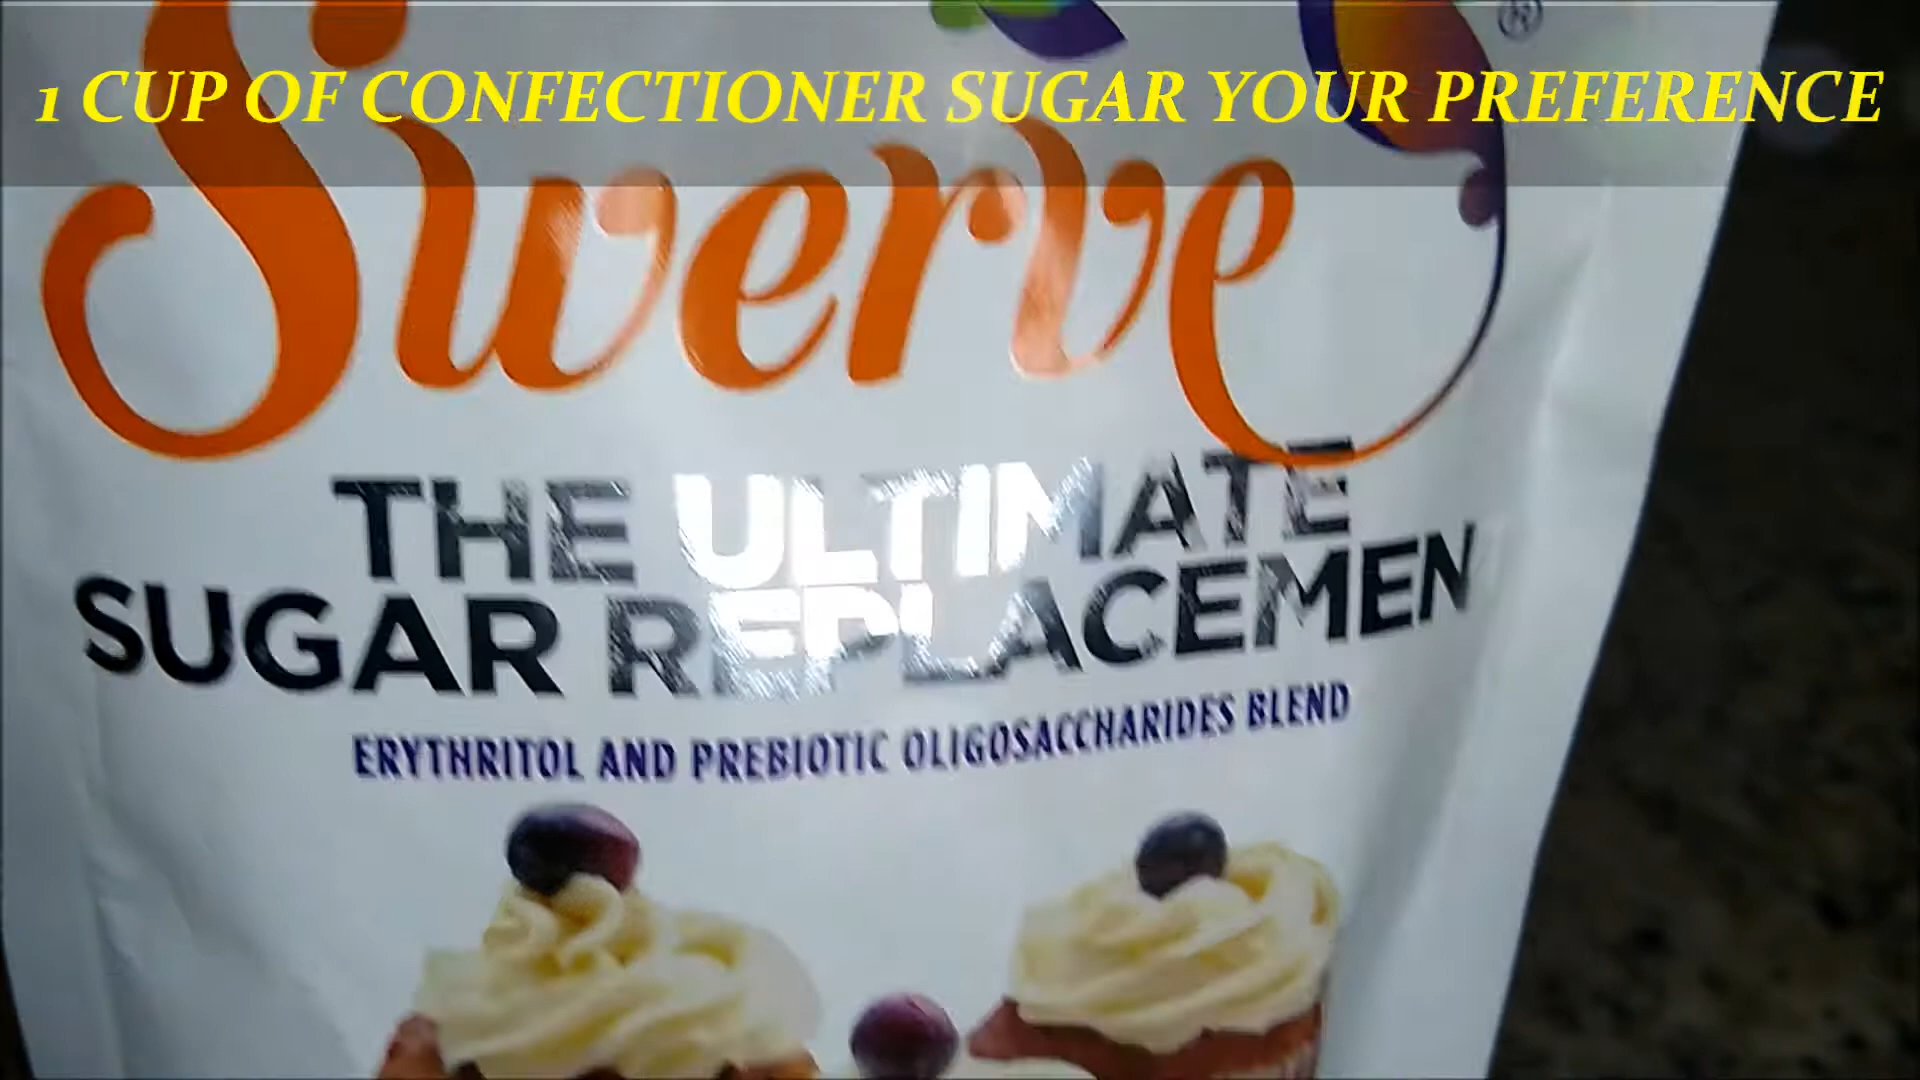 1 CUP OF CONFECTIONER SUGAR YOUR PREFERENCE
Swerve ®
THE ULTIMATE
SUGAR REPLACEMEN
ERYTHRITOL AND PREBIOTIC OLIGOSACCHARIDES BLEND